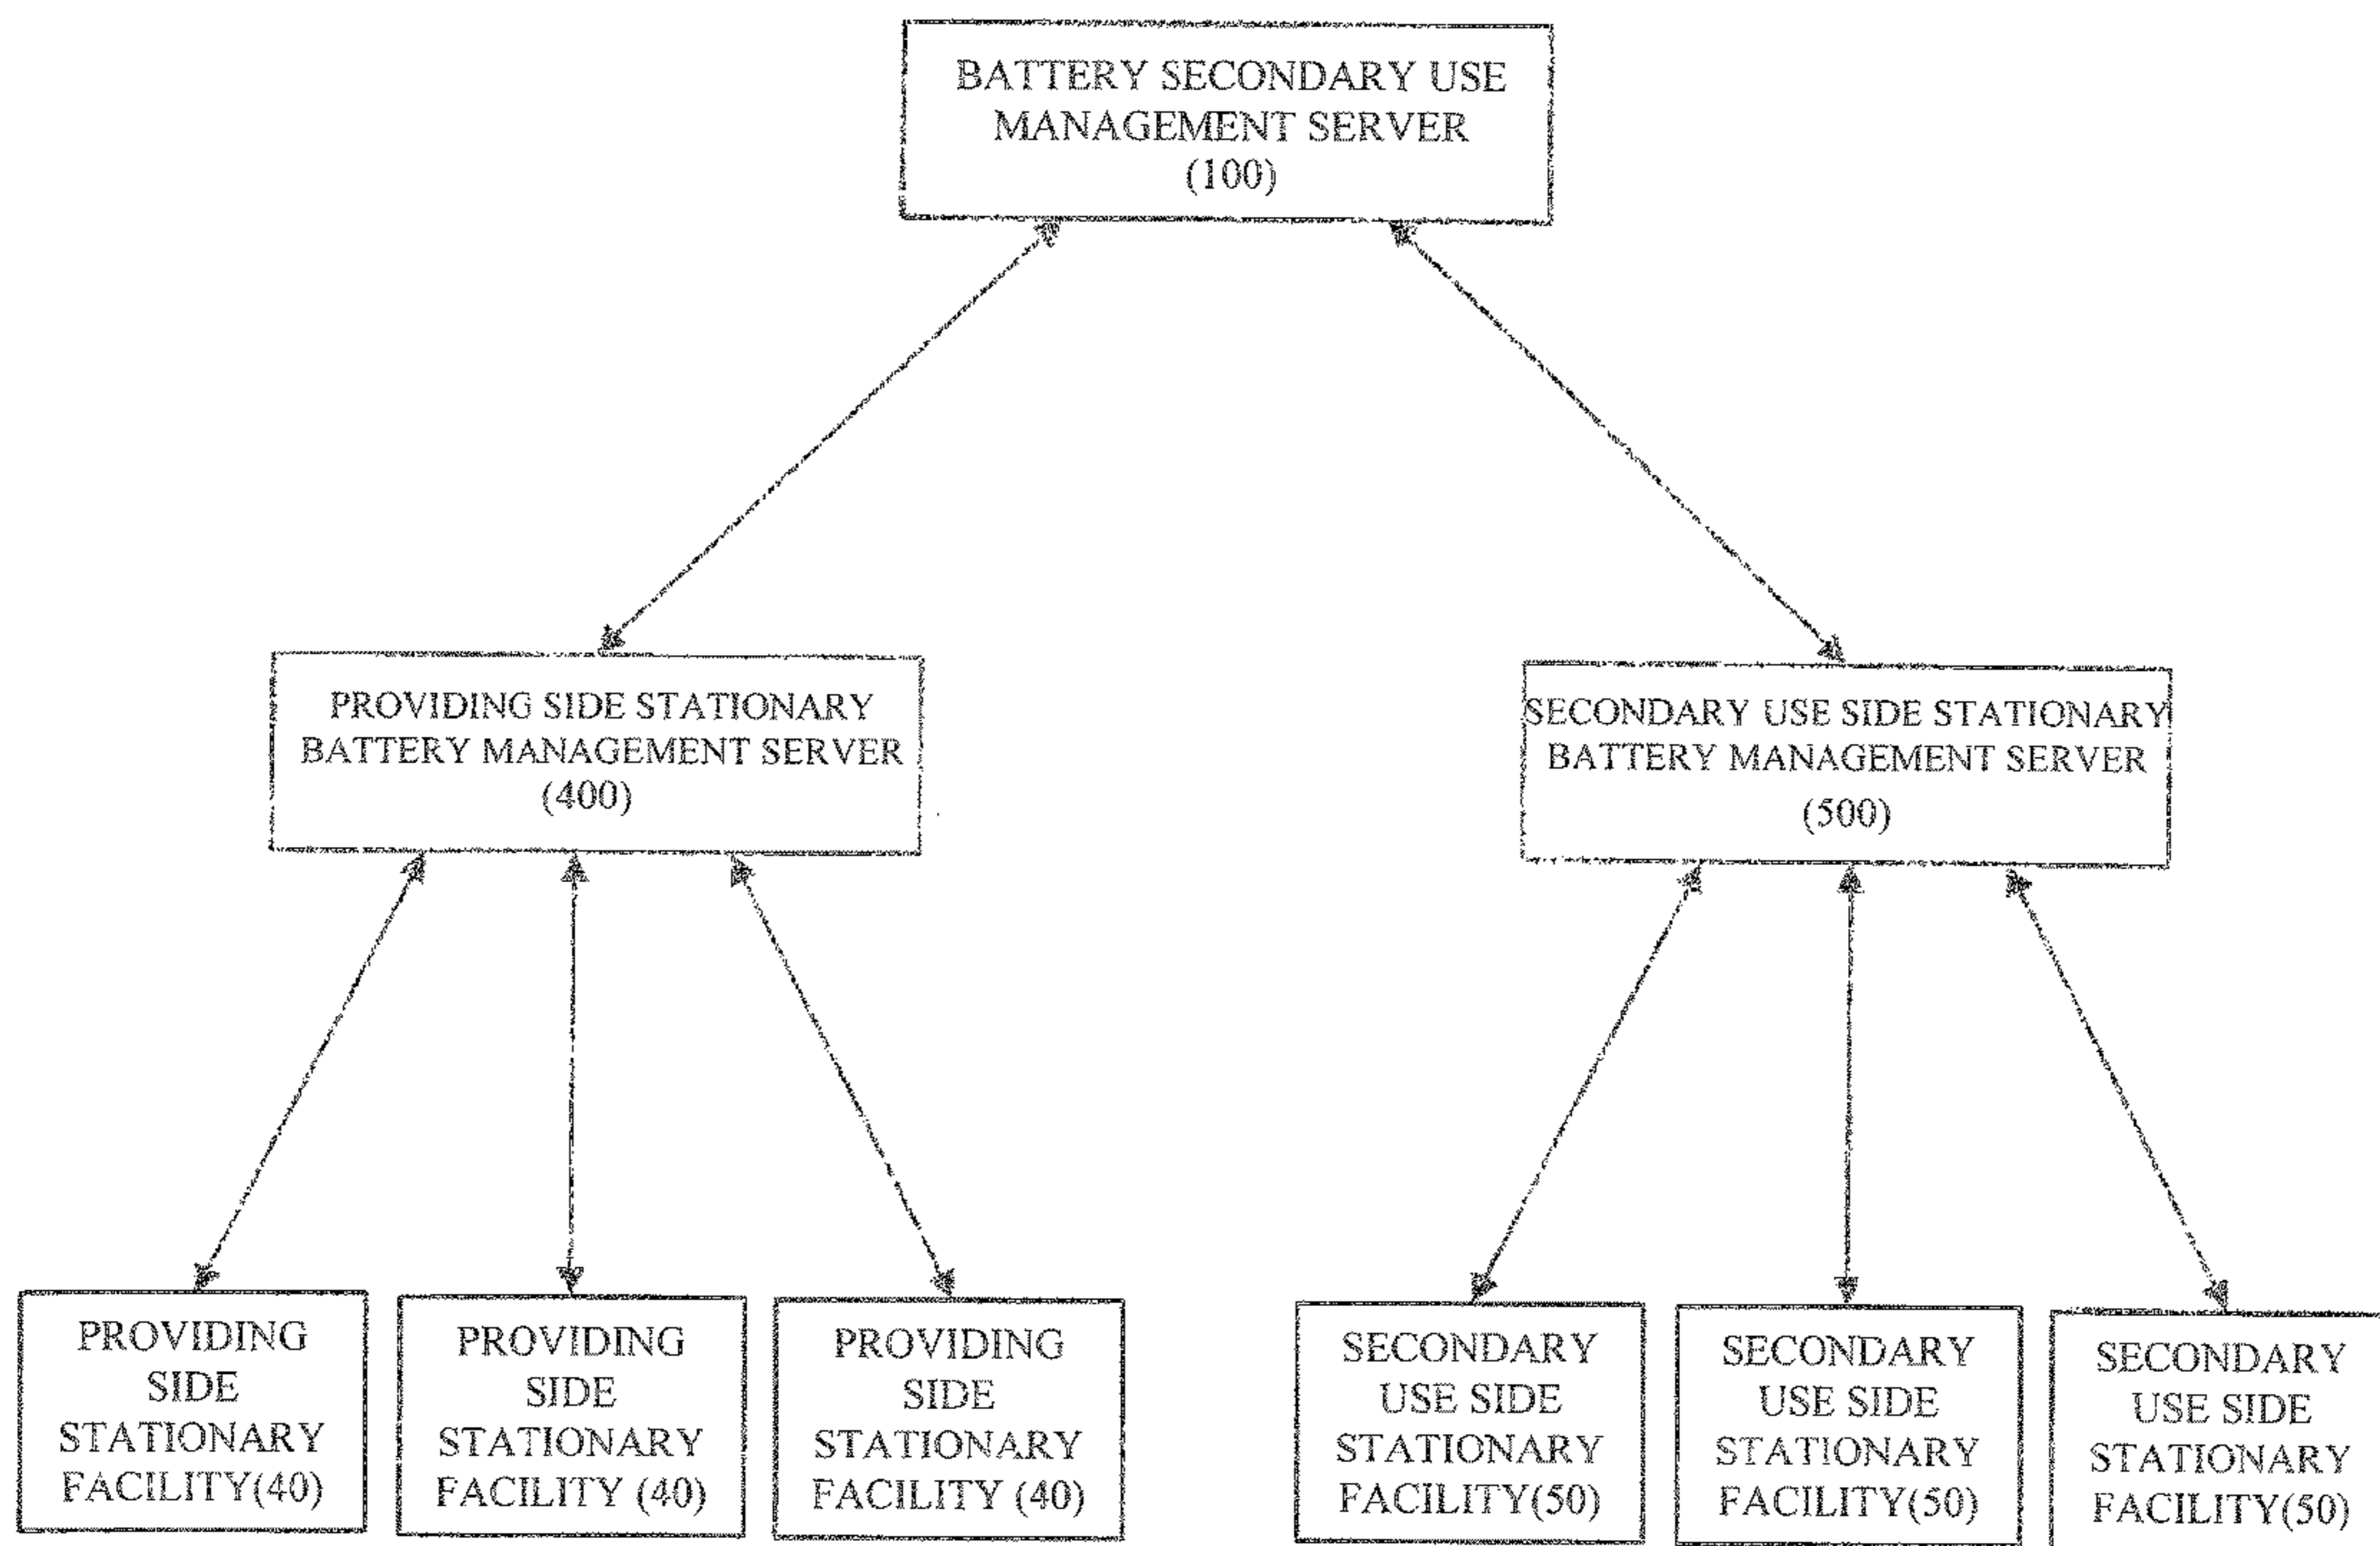 BATTERY SECONDARY USE
MANAGEMENT SERVER
(100)
PROVIDING SIDE STATIONARY
BATTERY MANAGEMENT SERVER
(400)
SECONDARY USE SIDE STATIONARY
BATTERY MANAGEMENT SERVER
(500)
PROVIDING
SIDE
STATIONARY
FACILITY(40)
PROVIDING
SIDE
STATIONARY
FACILITY (40)
PROVIDING
SIDE
STATIONARY
FACILITY (40)
SECONDARY
USE SIDE
STATIONARY
FACILITY(50)
SECONDARY
USE SIDE
STATIONARY
FACILITY(50)
SECONDARY
USE SIDE
STATIONARY
FACILITY(50)